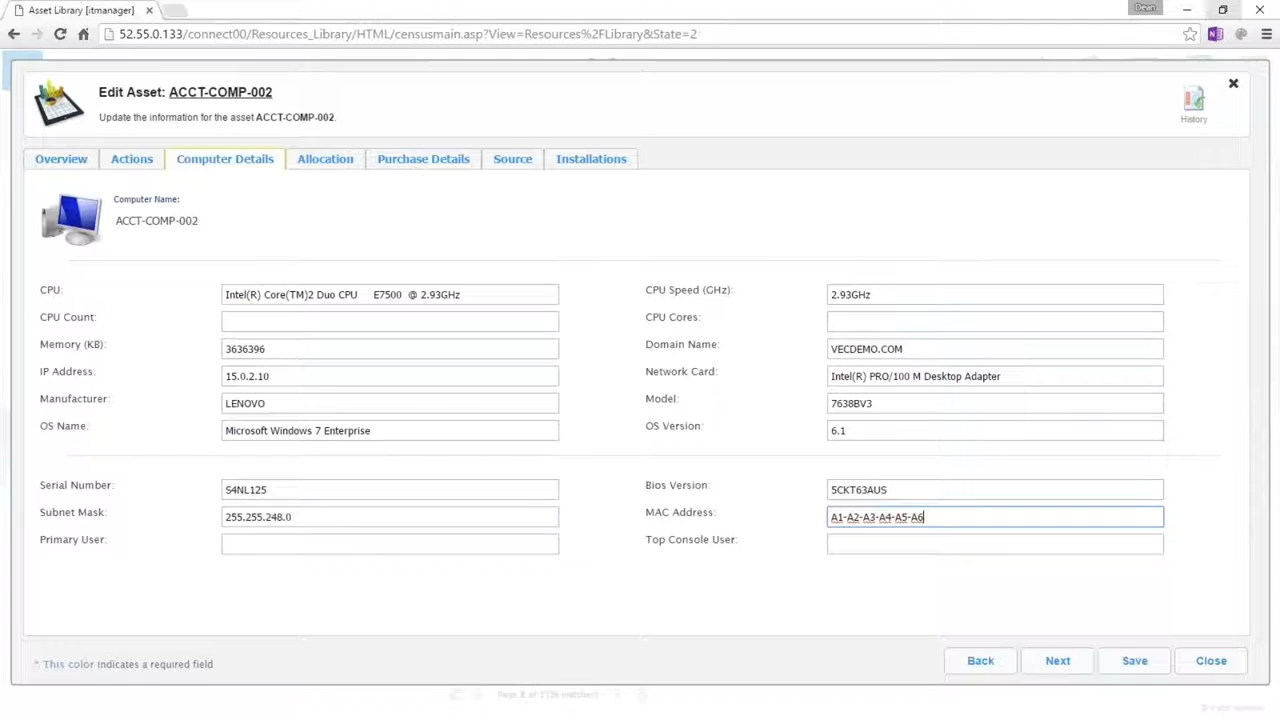 Asset Library [itmanager]
Dean
52.55.0.133/connect00/Resources_Library/HTML/censusmain.asp?View=Resources%2FLibrary&State=2
Edit Asset: ACCT-COMP-002
Update the information for the asset ACCT-COMP-002.
History
Overview Actions Computer Details Allocation Purchase Details Source Installations
Computer Name:
ACCT-COMP-002
CPU: Intel(R) Core(TM)2 Duo CPU E7500 @ 2.93GHz CPU Speed (GHz): 2.93GHz
CPU Count: CPU Cores:
Memory (KB): 3636396 Domain Name: VECDEMO.COM
IP Address: 15.0.2.10 Network Card: Intel(R) PRO/100 M Desktop Adapter
Manufacturer: LENOVO Model: 7638BV3
OS Name: Microsoft Windows 7 Enterprise OS Version: 6.1
Serial Number: S4NL125 Bios Version: 5CKT63AUS
Subnet Mask: 255.255.248.0 MAC Address: A1-A2-A3-A4-A5-A6
Primary User: Top Console User:
* This color indicates a required field
Back Next Save Close